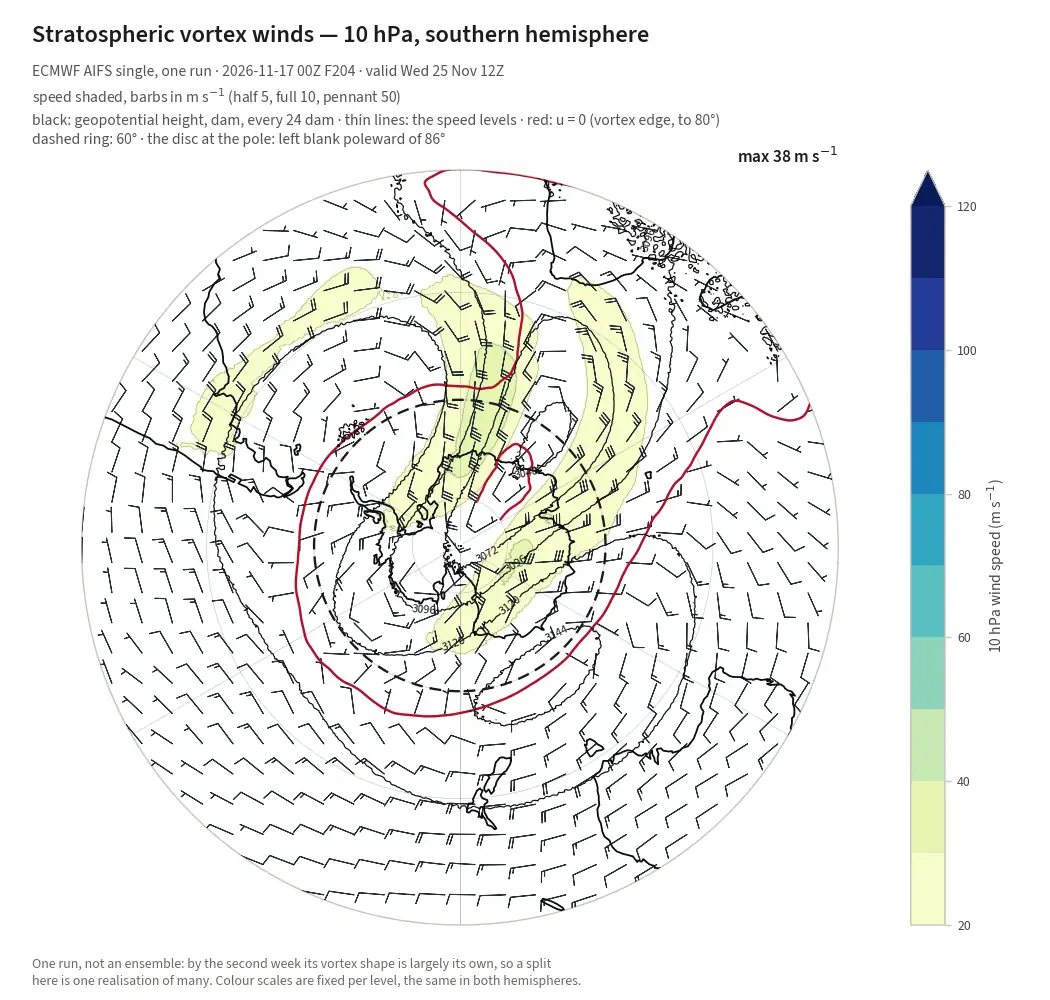 Stratospheric vortex winds — 10 hPa, southern hemisphere
ECMWF AIFS single, one run · 2026-11-17 00Z F204 · valid Wed 25 Nov 12Z
speed shaded, barbs in m s⁻¹ (half 5, full 10, pennant 50)
black: geopotential height, dam, every 24 dam · thin lines: the speed levels · red: u = 0 (vortex edge, to 80°)
dashed ring: 60° · the disc at the pole: left blank poleward of 86°
max 38 m s⁻¹
120
100
80
60
40
20
10 hPa wind speed (m s⁻¹)
3072
3096
3096
3120
3144
One run, not an ensemble: by the second week its vortex shape is largely its own, so a split
here is one realisation of many. Colour scales are fixed per level, the same in both hemispheres.